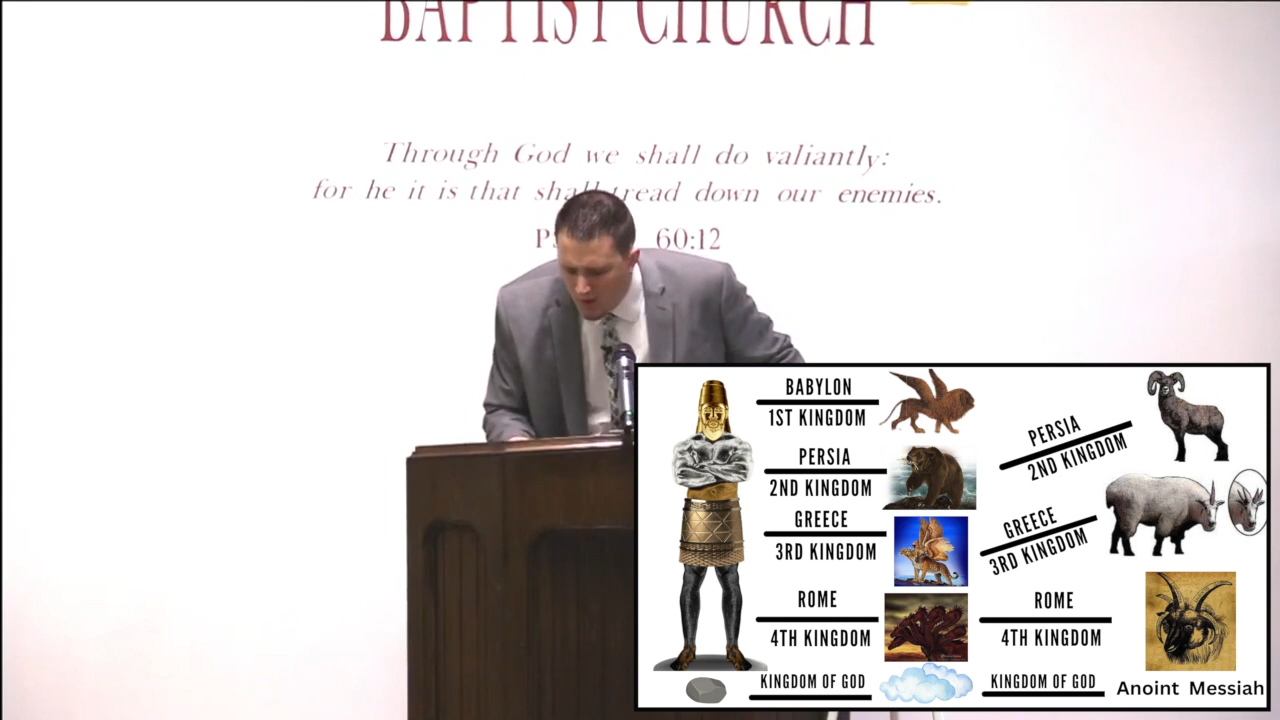 BAPTIST CHURCH
Through God we shall do valiantly:
for he it is that shall tread down our enemies.
60:12
BABYLON
1ST KINGDOM
PERSIA
2ND KINGDOM
GREECE
3RD KINGDOM
ROME
4TH KINGDOM
KINGDOM OF GOD
PERSIA
2ND KINGDOM
GREECE
3RD KINGDOM
ROME
4TH KINGDOM
KINGDOM OF GOD
Anoint Messiah